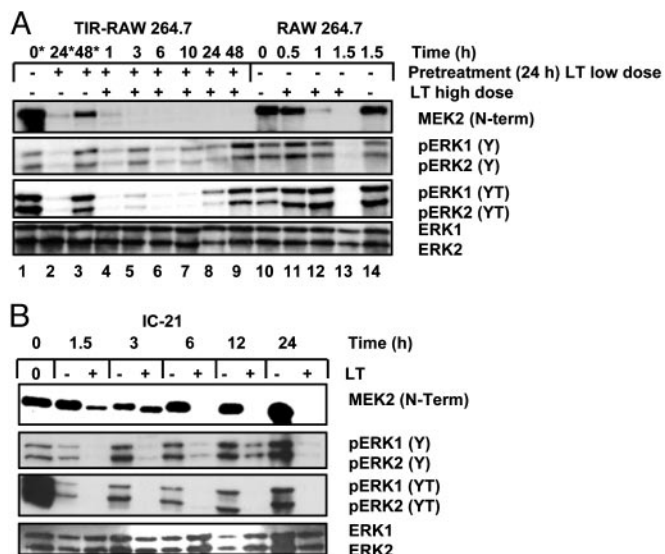 A
TIR-RAW 264.7 RAW 264.7
0* 24* 48* 1 3 6 10 24 48 0 0.5 1 1.5 1.5 Time (h)
- + + + + + + + + - - - - - Pretreatment (24 h) LT low dose
- - - + + + + + + - + + + - LT high dose
MEK2 (N-term)
pERK1 (Y)
pERK2 (Y)
pERK1 (YT)
pERK2 (YT)
ERK1
ERK2
1 2 3 4 5 6 7 8 9 10 11 12 13 14
B
IC-21
0 1.5 3 6 12 24 Time (h)
0 - + - + - + - + - + LT
MEK2 (N-Term)
pERK1 (Y)
pERK2 (Y)
pERK1 (YT)
pERK2 (YT)
ERK1
ERK2